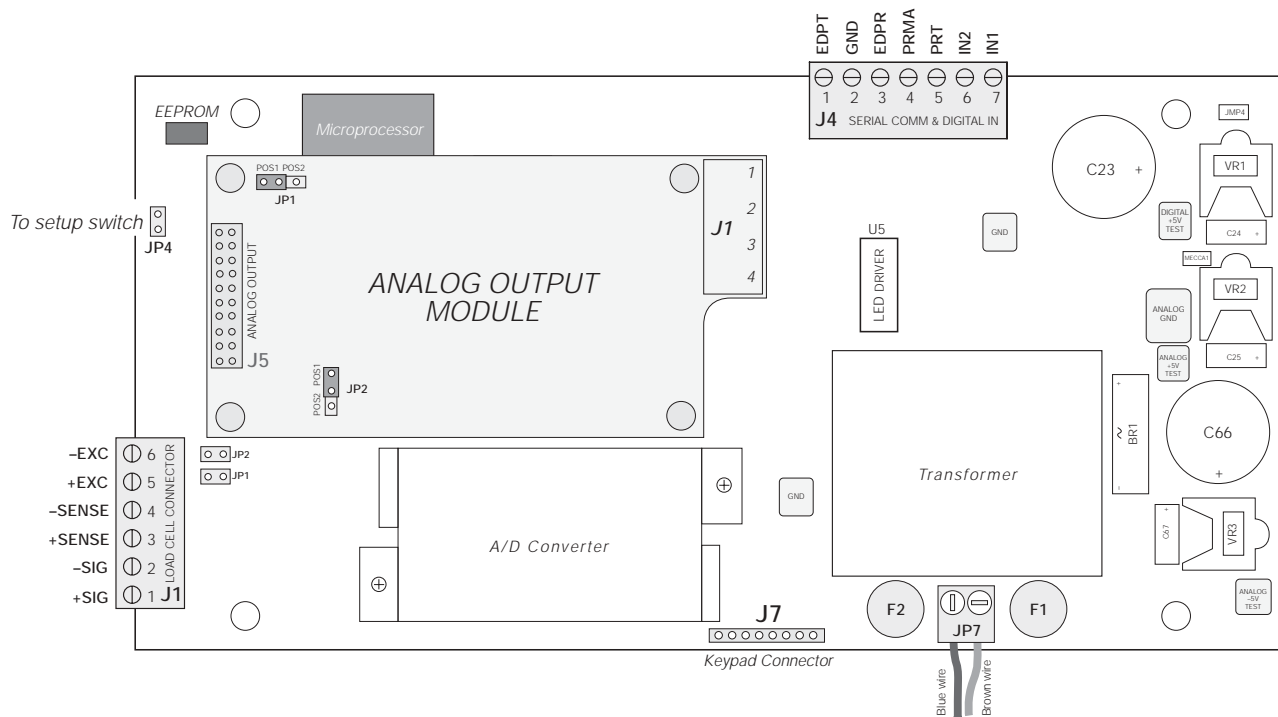 EDPT
GND
EDPR
PRMA
PRT
IN2
IN1
1 2 3 4 5 6 7
J4 SERIAL COMM & DIGITAL IN
EEPROM
Microprocessor
POS1 POS2
JP1
To setup switch
JP4
ANALOG OUTPUT
J5
ANALOG OUTPUT
MODULE
J1
1
2
3
4
POS1
POS2
JP2
U5
LED DRIVER
GND
C23 +
JMP4
VR1
C24 +
DIGITAL
+5V
TEST
MECCA1
VR2
ANALOG
GND
C25 +
ANALOG
+5V
TEST
+
BR1
~
–
C66
+
Transformer
+
C67
VR3
ANALOG
–5V
TEST
–EXC 6
+EXC 5
–SENSE 4
+SENSE 3
–SIG 2
+SIG 1
LOAD CELL CONNECTOR
J1
JP2
JP1
A/D Converter
GND
J7
Keypad Connector
F2
JP7
F1
Blue wire
Brown wire